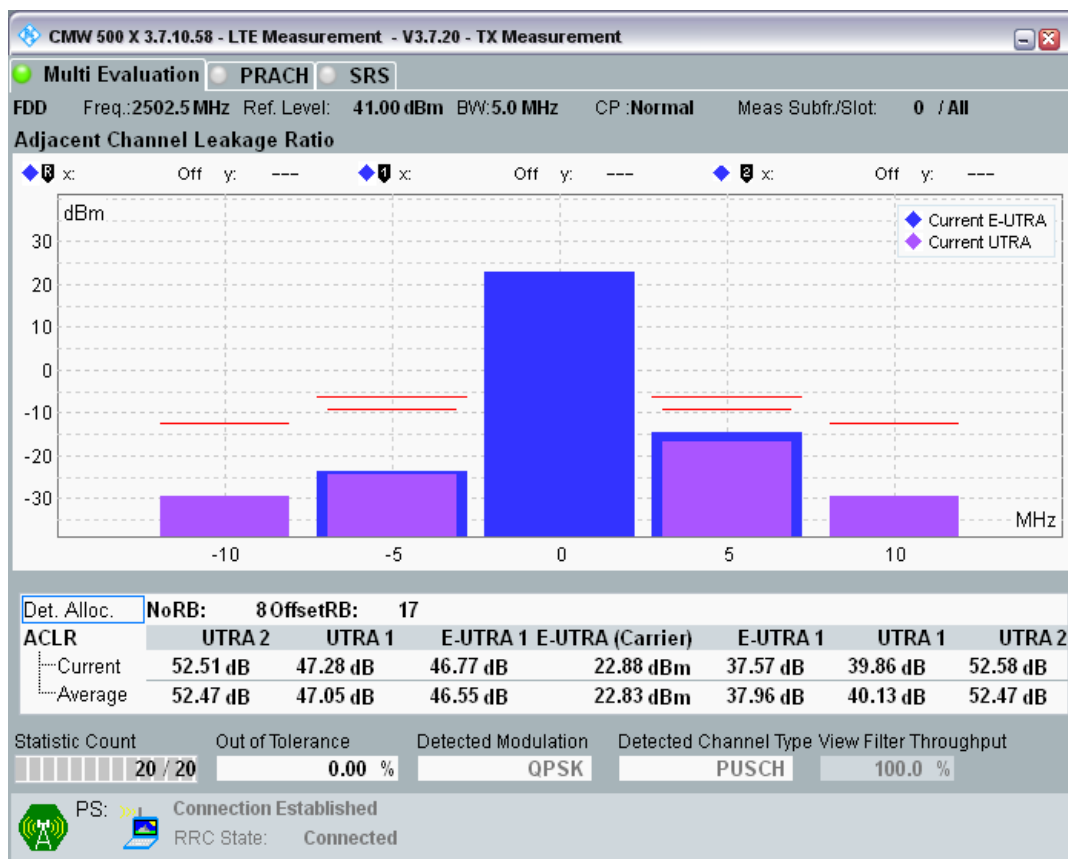 CMW 500 X 3.7.10.58 - LTE Measurement - V3.7.20 - TX Measurement
Multi Evaluation PRACH SRS
FDD Freq.:2502.5 MHz Ref. Level: 41.00 dBm BW:5.0 MHz CP :Normal Meas Subfr./Slot: 0 / All
Adjacent Channel Leakage Ratio
R x: Off y: --- 1 x: Off y: --- 2 x: Off y: ---
dBm
Current E-UTRA
Current UTRA
30
20
10
0
-10
-20
-30
MHz
-10 -5 0 5 10
Det. Alloc. NoRB: 8 OffsetRB: 17
ACLR UTRA 2 UTRA 1 E-UTRA 1 E-UTRA (Carrier) E-UTRA 1 UTRA 1 UTRA 2
Current 52.51 dB 47.28 dB 46.77 dB 22.88 dBm 37.57 dB 39.86 dB 52.58 dB
Average 52.47 dB 47.05 dB 46.55 dB 22.83 dBm 37.96 dB 40.13 dB 52.47 dB
Statistic Count Out of Tolerance Detected Modulation Detected Channel Type View Filter Throughput
20 / 20 0.00 % QPSK PUSCH 100.0 %
PS: Connection Established
RRC State: Connected